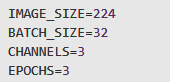 IMAGE_SIZE=224
BATCH_SIZE=32
CHANNELS=3
EPOCHS=3